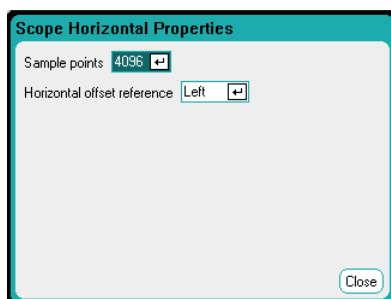 Scope Horizontal Properties
Sample points 4096
Horizontal offset reference Left
Close